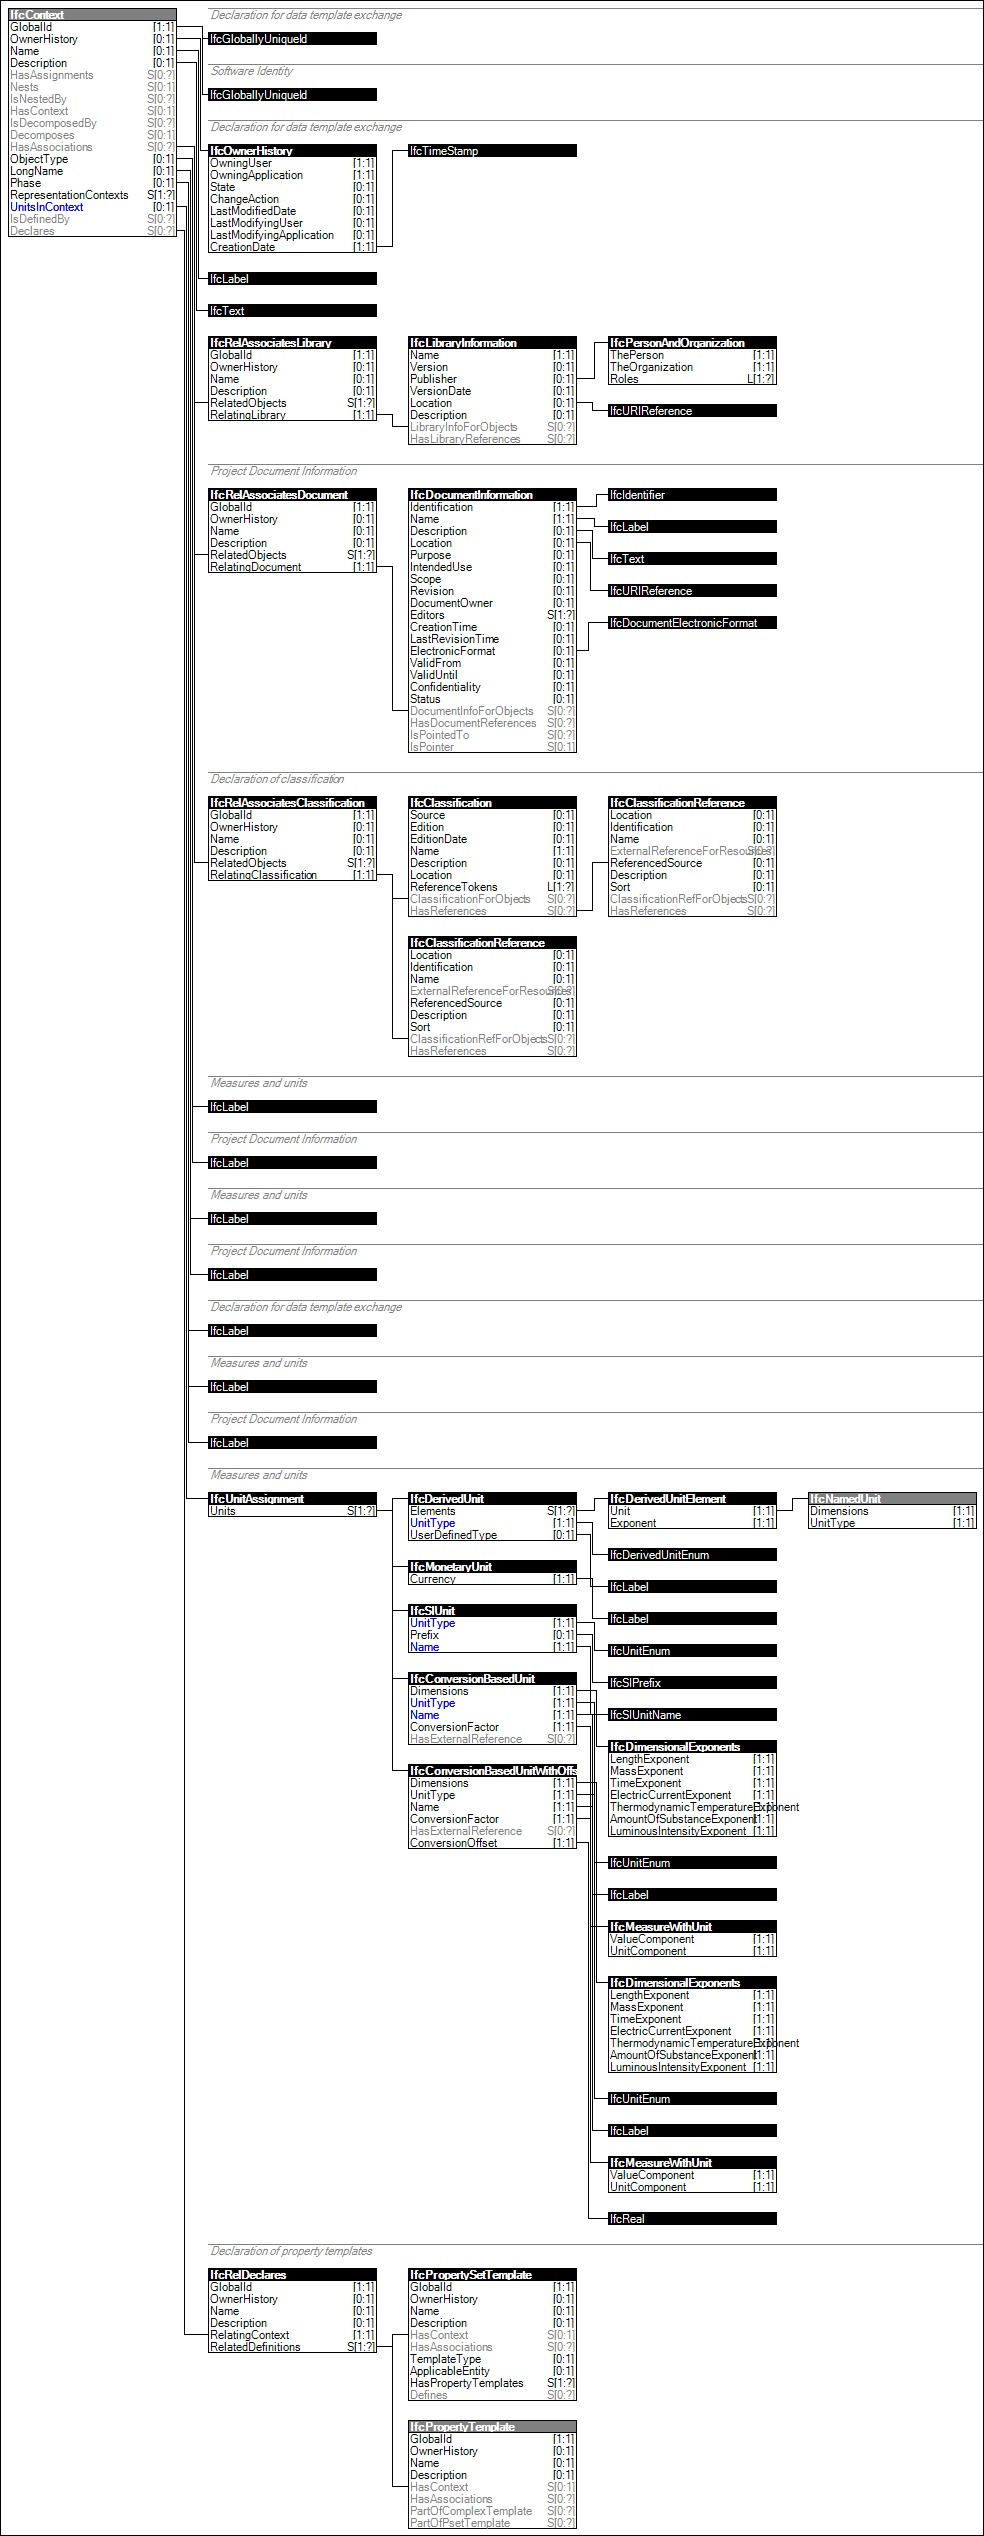 IfcContext
GlobalId [1:1]
OwnerHistory [0:1]
Name [0:1]
Description [0:1]
HasAssignments S[0:?]
Nests S[0:1]
IsNestedBy S[0:?]
HasContext S[0:1]
IsDecomposedBy S[0:?]
Decomposes S[0:1]
HasAssociations S[0:?]
ObjectType [0:1]
LongName [0:1]
Phase [0:1]
RepresentationContexts S[1:?]
UnitsInContext [0:1]
IsDefinedBy S[0:?]
Declares S[0:?]
Declaration for data template exchange
IfcGloballyUniqueId
Software Identity
IfcGloballyUniqueId
Declaration for data template exchange
IfcOwnerHistory
OwningUser [1:1]
OwningApplication [1:1]
State [0:1]
ChangeAction [0:1]
LastModifiedDate [0:1]
LastModifyingUser [0:1]
LastModifyingApplication [0:1]
CreationDate [1:1]
IfcTimeStamp
IfcLabel
IfcText
IfcRelAssociatesLibrary
GlobalId [1:1]
OwnerHistory [0:1]
Name [0:1]
Description [0:1]
RelatedObjects S[1:?]
RelatingLibrary [1:1]
IfcLibraryInformation
Name [1:1]
Version [0:1]
Publisher [0:1]
VersionDate [0:1]
Location [0:1]
Description [0:1]
LibraryInfoForObjects S[0:?]
HasLibraryReferences S[0:?]
IfcPersonAndOrganization
ThePerson [1:1]
TheOrganization [1:1]
Roles L[1:?]
IfcURIReference
Project Document Information
IfcRelAssociatesDocument
GlobalId [1:1]
OwnerHistory [0:1]
Name [0:1]
Description [0:1]
RelatedObjects S[1:?]
RelatingDocument [1:1]
IfcDocumentInformation
Identification [1:1]
Name [1:1]
Description [0:1]
Location [0:1]
Purpose [0:1]
IntendedUse [0:1]
Scope [0:1]
Revision [0:1]
DocumentOwner [0:1]
Editors S[1:?]
CreationTime [0:1]
LastRevisionTime [0:1]
ElectronicFormat [0:1]
ValidFrom [0:1]
ValidUntil [0:1]
Confidentiality [0:1]
Status [0:1]
DocumentInfoForObjects S[0:?]
HasDocumentReferences S[0:?]
IsPointedTo S[0:?]
IsPointer S[0:1]
IfcIdentifier
IfcLabel
IfcText
IfcURIReference
IfcDocumentElectronicFormat
Declaration of classification
IfcRelAssociatesClassification
GlobalId [1:1]
OwnerHistory [0:1]
Name [0:1]
Description [0:1]
RelatedObjects S[1:?]
RelatingClassification [1:1]
IfcClassification
Source [0:1]
Edition [0:1]
EditionDate [0:1]
Name [1:1]
Description [0:1]
Location [0:1]
ReferenceTokens L[1:?]
ClassificationForObjects S[0:?]
HasReferences S[0:?]
IfcClassificationReference
Location [0:1]
Identification [0:1]
Name [0:1]
ExternalReferenceForResources S[0:?]
ReferencedSource [0:1]
Description [0:1]
Sort [0:1]
ClassificationRefForObjects S[0:?]
HasReferences S[0:?]
IfcClassificationReference
Location [0:1]
Identification [0:1]
Name [0:1]
ExternalReferenceForResources S[0:?]
ReferencedSource [0:1]
Description [0:1]
Sort [0:1]
ClassificationRefForObjects S[0:?]
HasReferences S[0:?]
Measures and units
IfcLabel
Project Document Information
IfcLabel
Measures and units
IfcLabel
Project Document Information
IfcLabel
Declaration for data template exchange
IfcLabel
Measures and units
IfcLabel
Project Document Information
IfcLabel
Measures and units
IfcUnitAssignment
Units S[1:?]
IfcDerivedUnit
Elements S[1:?]
UnitType [1:1]
UserDefinedType [0:1]
IfcDerivedUnitElement
Unit [1:1]
Exponent [1:1]
IfcNamedUnit
Dimensions [1:1]
UnitType [1:1]
IfcDerivedUnitEnum
IfcMonetaryUnit
Currency [1:1]
IfcLabel
IfcSIUnit
UnitType [1:1]
Prefix [0:1]
Name [1:1]
IfcLabel
IfcUnitEnum
IfcConversionBasedUnit
Dimensions [1:1]
UnitType [1:1]
Name [1:1]
ConversionFactor [1:1]
HasExternalReference S[0:?]
IfcSIPrefix
IfcSIUnitName
IfcDimensionalExponents
LengthExponent [1:1]
MassExponent [1:1]
TimeExponent [1:1]
ElectricCurrentExponent [1:1]
ThermodynamicTemperatureExponent [1:1]
AmountOfSubstanceExponent [1:1]
LuminousIntensityExponent [1:1]
IfcConversionBasedUnitWithOffs
Dimensions [1:1]
UnitType [1:1]
Name [1:1]
ConversionFactor [1:1]
HasExternalReference S[0:?]
ConversionOffset [1:1]
IfcUnitEnum
IfcLabel
IfcMeasureWithUnit
ValueComponent [1:1]
UnitComponent [1:1]
IfcDimensionalExponents
LengthExponent [1:1]
MassExponent [1:1]
TimeExponent [1:1]
ElectricCurrentExponent [1:1]
ThermodynamicTemperatureExponent [1:1]
AmountOfSubstanceExponent [1:1]
LuminousIntensityExponent [1:1]
IfcUnitEnum
IfcLabel
IfcMeasureWithUnit
ValueComponent [1:1]
UnitComponent [1:1]
IfcReal
Declaration of property templates
IfcRelDeclares
GlobalId [1:1]
OwnerHistory [0:1]
Name [0:1]
Description [0:1]
RelatingContext [1:1]
RelatedDefinitions S[1:?]
IfcPropertySetTemplate
GlobalId [1:1]
OwnerHistory [0:1]
Name [0:1]
Description [0:1]
HasContext S[0:1]
HasAssociations S[0:?]
TemplateType [0:1]
ApplicableEntity [0:1]
HasPropertyTemplates S[1:?]
Defines S[0:?]
IfcPropertyTemplate
GlobalId [1:1]
OwnerHistory [0:1]
Name [0:1]
Description [0:1]
HasContext S[0:1]
HasAssociations S[0:?]
PartOfComplexTemplate S[0:?]
PartOfPsetTemplate S[0:?]